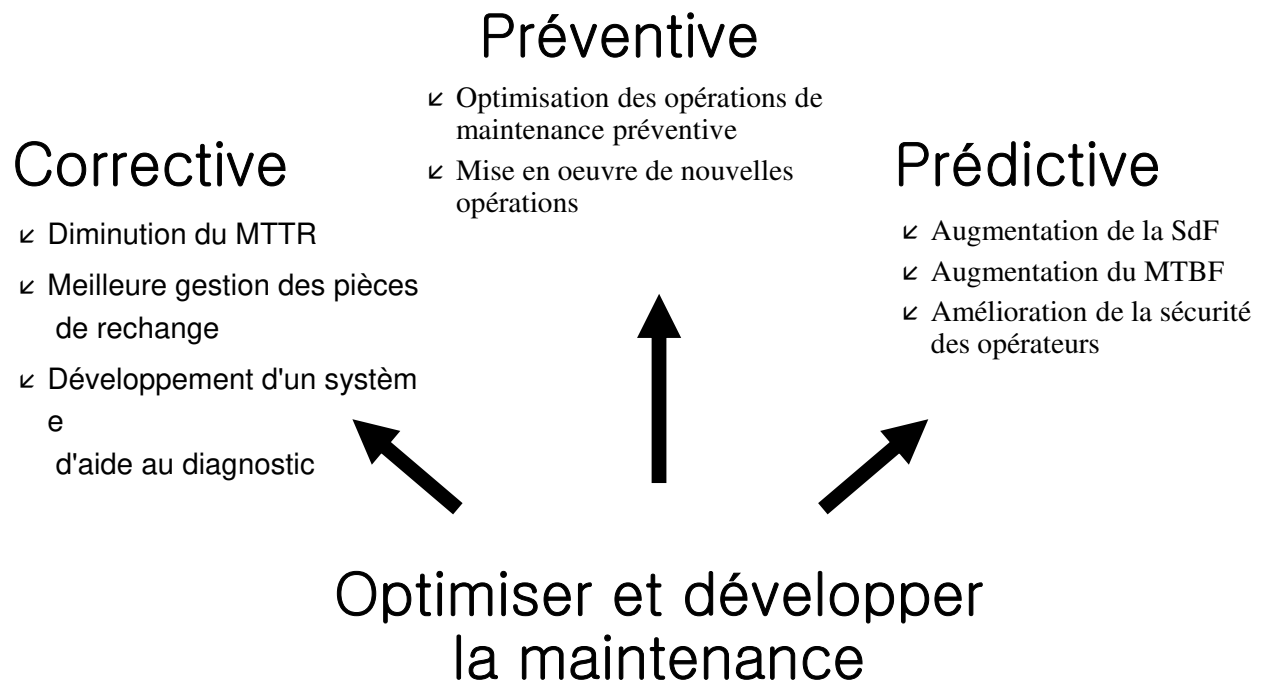 Préventive
↙ Optimisation des opérations de
maintenance préventive
↙ Mise en oeuvre de nouvelles
opérations
Corrective
↙ Diminution du MTTR
↙ Meilleure gestion des pièces
de rechange
↙ Développement d'un systèm
e
d'aide au diagnostic
Prédictive
↙ Augmentation de la SdF
↙ Augmentation du MTBF
↙ Amélioration de la sécurité
des opérateurs
Optimiser et développer
la maintenance